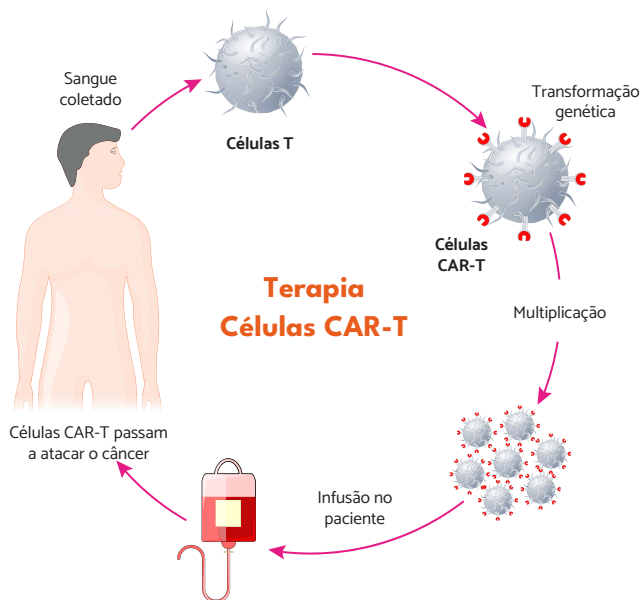 Sangue
coletado
Células T
Transformação
genética
Células
CAR-T
Terapia
Células CAR-T
Multiplicação
Infusão no
paciente
Células CAR-T passam
a atacar o câncer